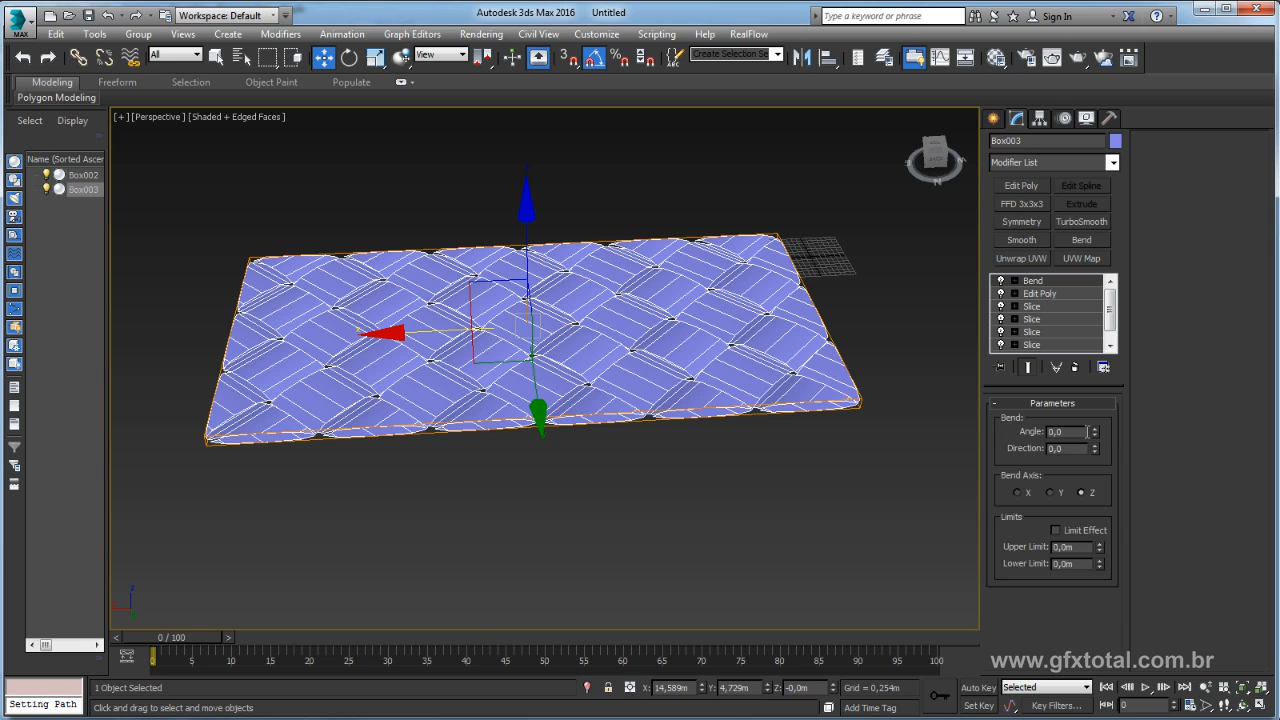 MAX
Workspace: Default
Autodesk 3ds Max 2016 Untitled
Type a keyword or phrase
Sign In
Edit Tools Group Views Create Modifiers Animation Graph Editors Rendering Civil View Customize Scripting Help RealFlow
All
View
3
Create Selection Se
Modeling Freeform Selection Object Paint Populate
Polygon Modeling
Select Display
Name (Sorted Ascen
Box002
Box003
[+] [Perspective] [Shaded + Edged Faces]
Box003
Modifier List
Edit Poly Edit Spline
FFD 3x3x3 Extrude
Symmetry TurboSmooth
Smooth Bend
Unwrap UVW UVW Map
Bend
Edit Poly
Slice
Slice
Slice
Slice
- Parameters
Bend:
Angle: 0,0
Direction: 0,0
Bend Axis:
X Y Z
Limits
Limit Effect
Upper Limit: 0,0m
Lower Limit: 0,0m
z
< 0 / 100 >
0 5 10 15 20 25 30 35 40 45 50 55 60 65 70 75 80 85 90 95 100
www.gfxtotal.com.br
1 Object Selected
X: 14,589m Y: 4,729m Z: -0,0m Grid = 0,254m
Auto Key Selected
Setting Path
Click and drag to select and move objects
Add Time Tag
Set Key Key Filters... 0